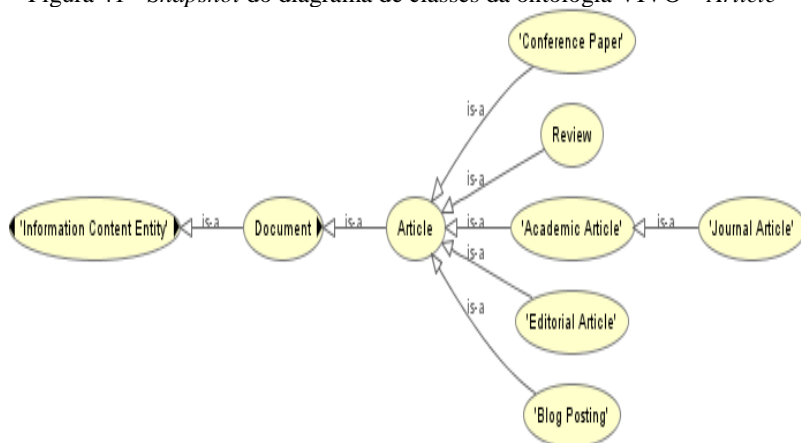 Figura 41 - Snapshot do diagrama de classes da ontologia VIVO – Article
'Conference Paper'
is-a
Review
is-a
'Information Content Entity'
is-a
Document
is-a
Article
is-a
'Academic Article'
is-a
'Journal Article'
is-a
'Editorial Article'
is-a
'Blog Posting'